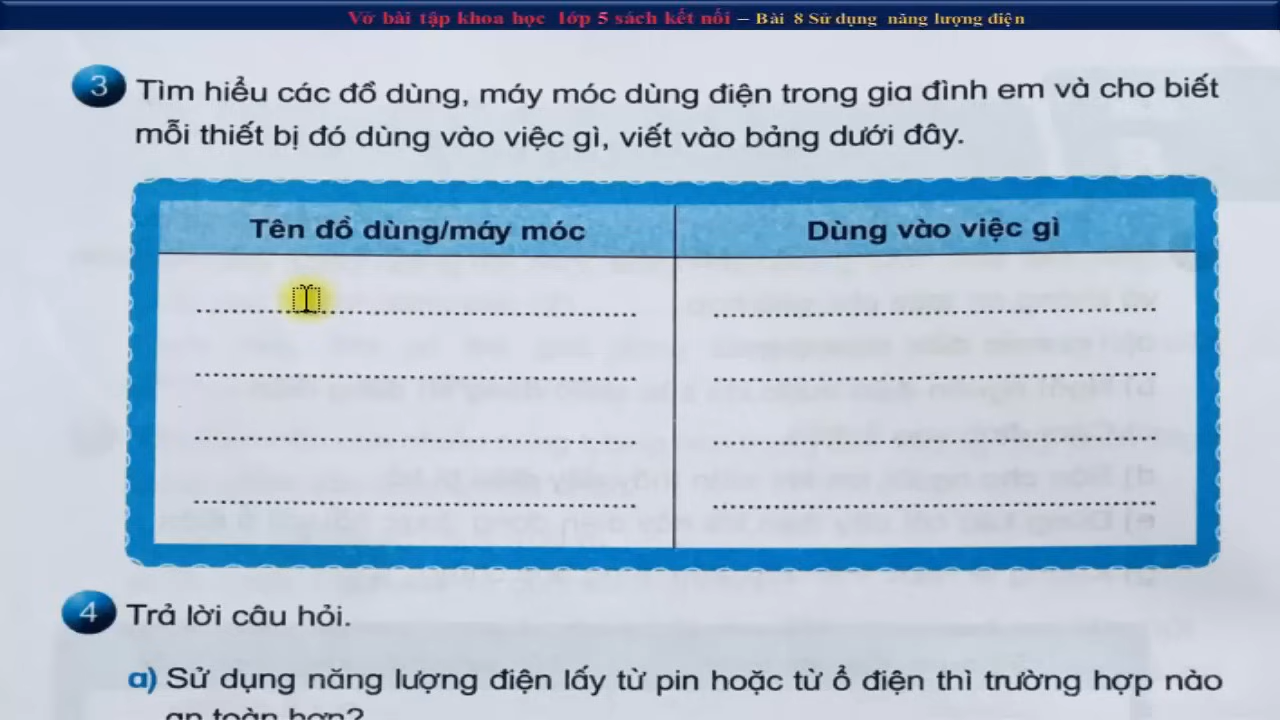 Vở bài tập khoa học lớp 5 sách kết nối – Bài 8 Sử dụng năng lượng điện
3 Tìm hiểu các đồ dùng, máy móc dùng điện trong gia đình em và cho biết
mỗi thiết bị đó dùng vào việc gì, viết vào bảng dưới đây.
Tên đồ dùng/máy móc Dùng vào việc gì
4 Trả lời câu hỏi.
a) Sử dụng năng lượng điện lấy từ pin hoặc từ ổ điện thì trường hợp nào
an toàn hơn?